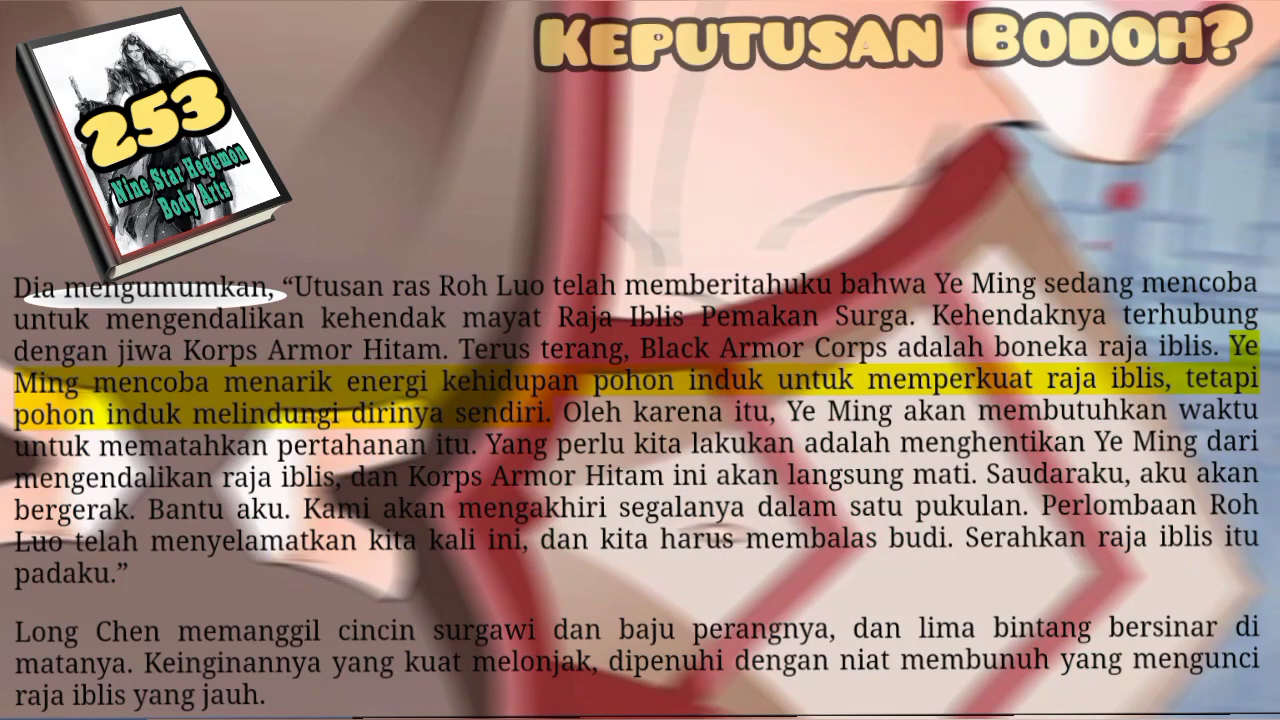 KEPUTUSAN BODOH?
253
Nine Star Hegemon
Body Arts
Dia mengumumkan, “Utusan ras Roh Luo telah memberitahuku bahwa Ye Ming sedang mencoba
untuk mengendalikan kehendak mayat Raja Iblis Pemakan Surga. Kehendaknya terhubung
dengan jiwa Korps Armor Hitam. Terus terang, Black Armor Corps adalah boneka raja iblis. Ye
Ming mencoba menarik energi kehidupan pohon induk untuk memperkuat raja iblis, tetapi
pohon induk melindungi dirinya sendiri. Oleh karena itu, Ye Ming akan membutuhkan waktu
untuk mematahkan pertahanan itu. Yang perlu kita lakukan adalah menghentikan Ye Ming dari
mengendalikan raja iblis, dan Korps Armor Hitam ini akan langsung mati. Saudaraku, aku akan
bergerak. Bantu aku. Kami akan mengakhiri segalanya dalam satu pukulan. Perlombaan Roh
Luo telah menyelamatkan kita kali ini, dan kita harus membalas budi. Serahkan raja iblis itu
padaku.”
Long Chen memanggil cincin surgawi dan baju perangnya, dan lima bintang bersinar di
matanya. Keinginannya yang kuat melonjak, dipenuhi dengan niat membunuh yang mengunci
raja iblis yang jauh.